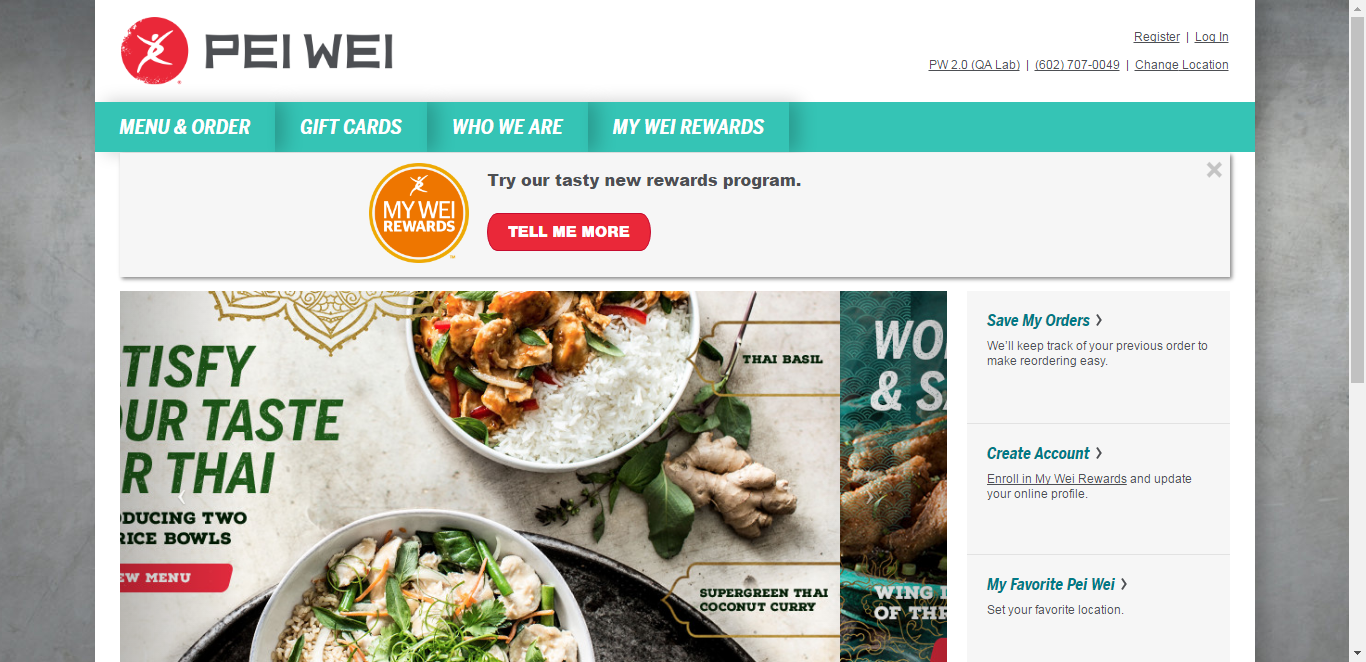 PEI WEI
Register | Log In
PW 2.0 (QA Lab) | (602) 707-0049 | Change Location
MENU & ORDER GIFT CARDS WHO WE ARE MY WEI REWARDS
Try our tasty new rewards program.
MY WEI
REWARDS
TELL ME MORE
TISFY
UR TASTE
R THAI
DUCING TWO
RICE BOWLS
EW MENU
THAI BASIL
SUPERGREEN THAI
COCONUT CURRY
WO
& S
WING
OF THR
Save My Orders >
We'll keep track of your previous order to
make reordering easy.
Create Account >
Enroll in My Wei Rewards and update
your online profile.
My Favorite Pei Wei >
Set your favorite location.